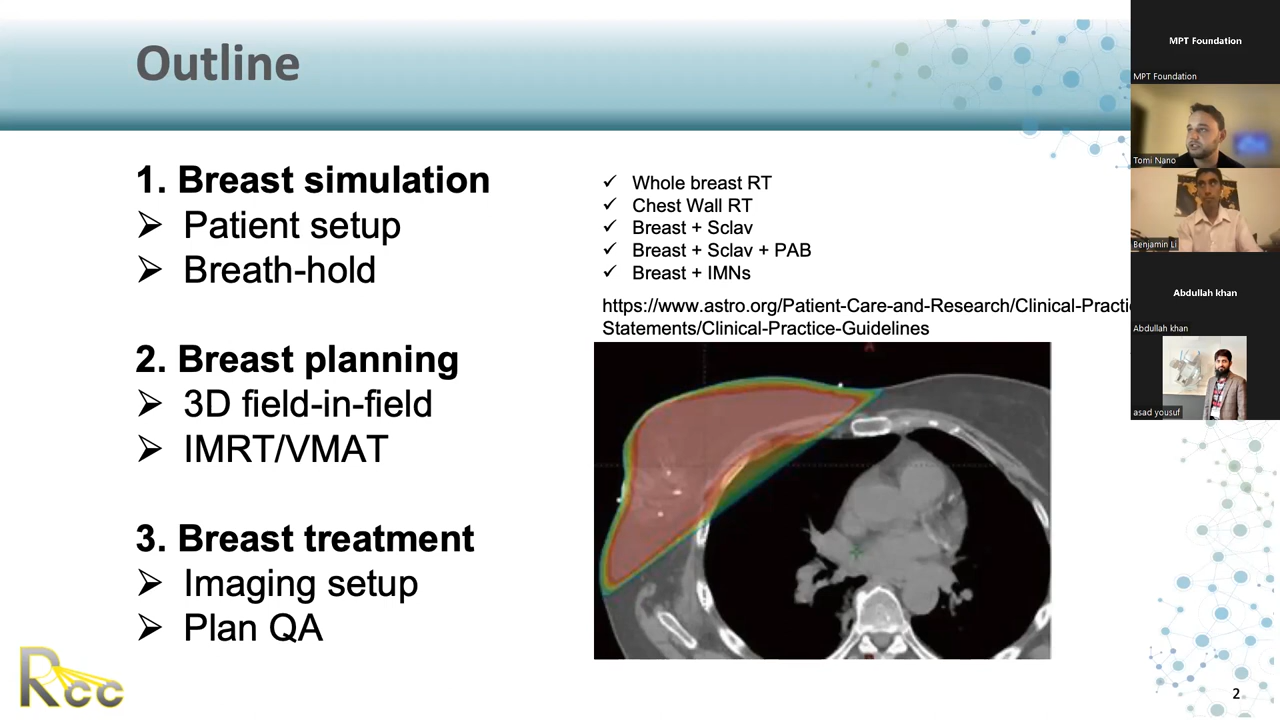 Outline
1. Breast simulation
➢ Patient setup
➢ Breath-hold
2. Breast planning
➢ 3D field-in-field
➢ IMRT/VMAT
3. Breast treatment
➢ Imaging setup
➢ Plan QA
✓ Whole breast RT
✓ Chest Wall RT
✓ Breast + Sclav
✓ Breast + Sclav + PAB
✓ Breast + IMNs
https://www.astro.org/Patient-Care-and-Research/Clinical-Practi
Statements/Clinical-Practice-Guidelines
Rcc
2
MPT Foundation
MPT Foundation
Tomi Nano
Benjamin Li
Abdullah khan
Abdullah khan
asad yousuf